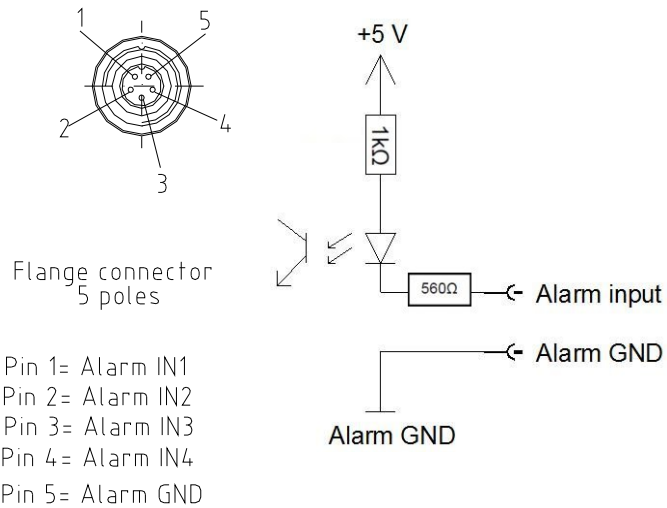 1
5
2
4
3
Flange connector
5 poles
Pin 1= Alarm IN1
Pin 2= Alarm IN2
Pin 3= Alarm IN3
Pin 4= Alarm IN4
Pin 5= Alarm GND
+5 V
1kΩ
560Ω
Alarm input
Alarm GND
Alarm GND